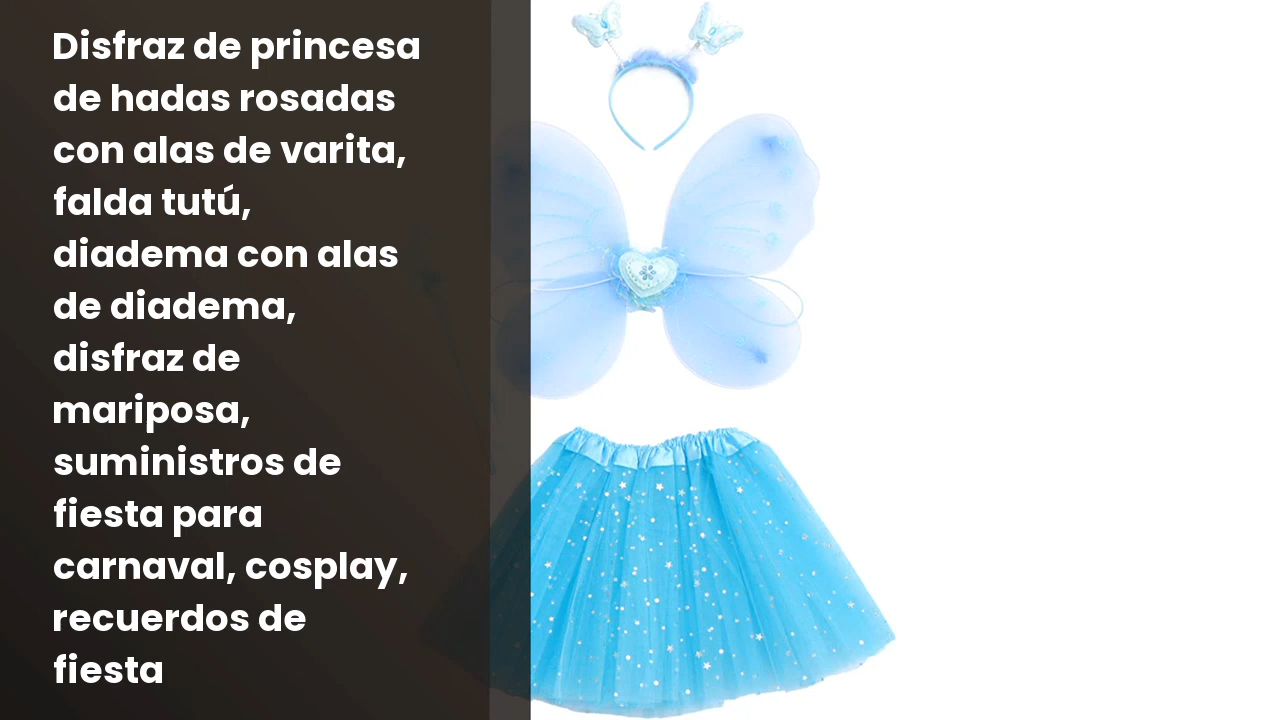 Disfraz de princesa
de hadas rosadas
con alas de varita,
falda tutú,
diadema con alas
de diadema,
disfraz de
mariposa,
suministros de
fiesta para
carnaval, cosplay,
recuerdos de
fiesta